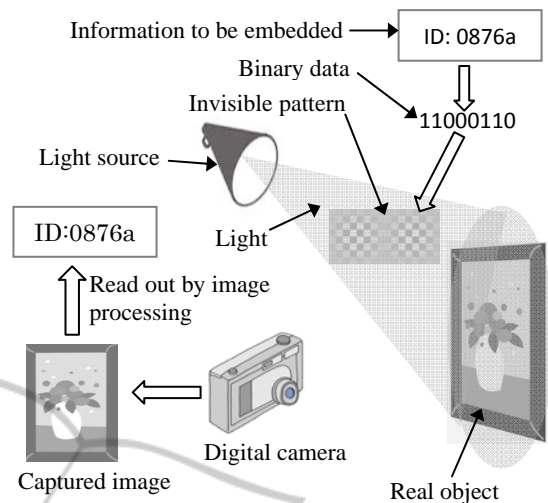 Information to be embedded
ID: 0876a
Binary data
Invisible pattern
11000110
Light source
ID:0876a
Light
Read out by image
processing
Digital camera
Captured image
Real object